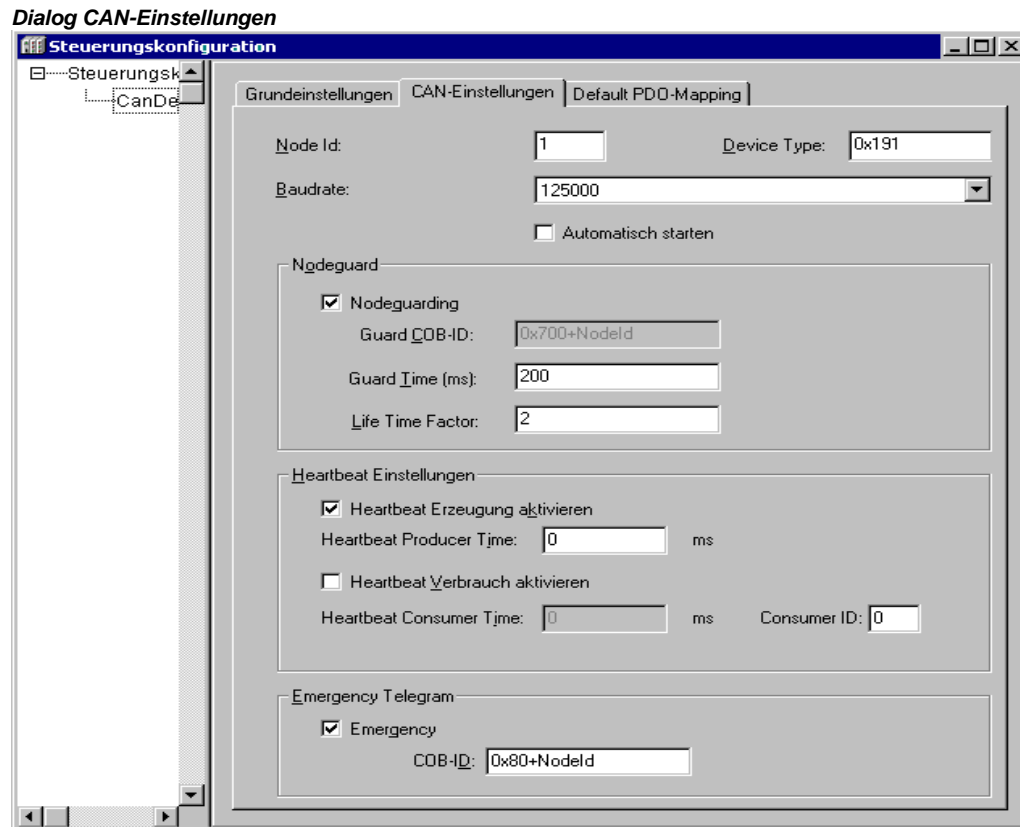 Dialog CAN-Einstellungen
Steuerungskonfiguration
Steuerungsk
CanDe
Grundeinstellungen CAN-Einstellungen Default PDO-Mapping
Node Id: 1 Device Type: 0x191
Baudrate: 125000
Automatisch starten
Nodeguard
Nodeguarding
Guard COB-ID: 0x700+NodeId
Guard Time (ms): 200
Life Time Factor: 2
Heartbeat Einstellungen
Heartbeat Erzeugung aktivieren
Heartbeat Producer Time: 0 ms
Heartbeat Verbrauch aktivieren
Heartbeat Consumer Time: 0 ms Consumer ID: 0
Emergency Telegram
Emergency
COB-ID: 0x80+NodeId